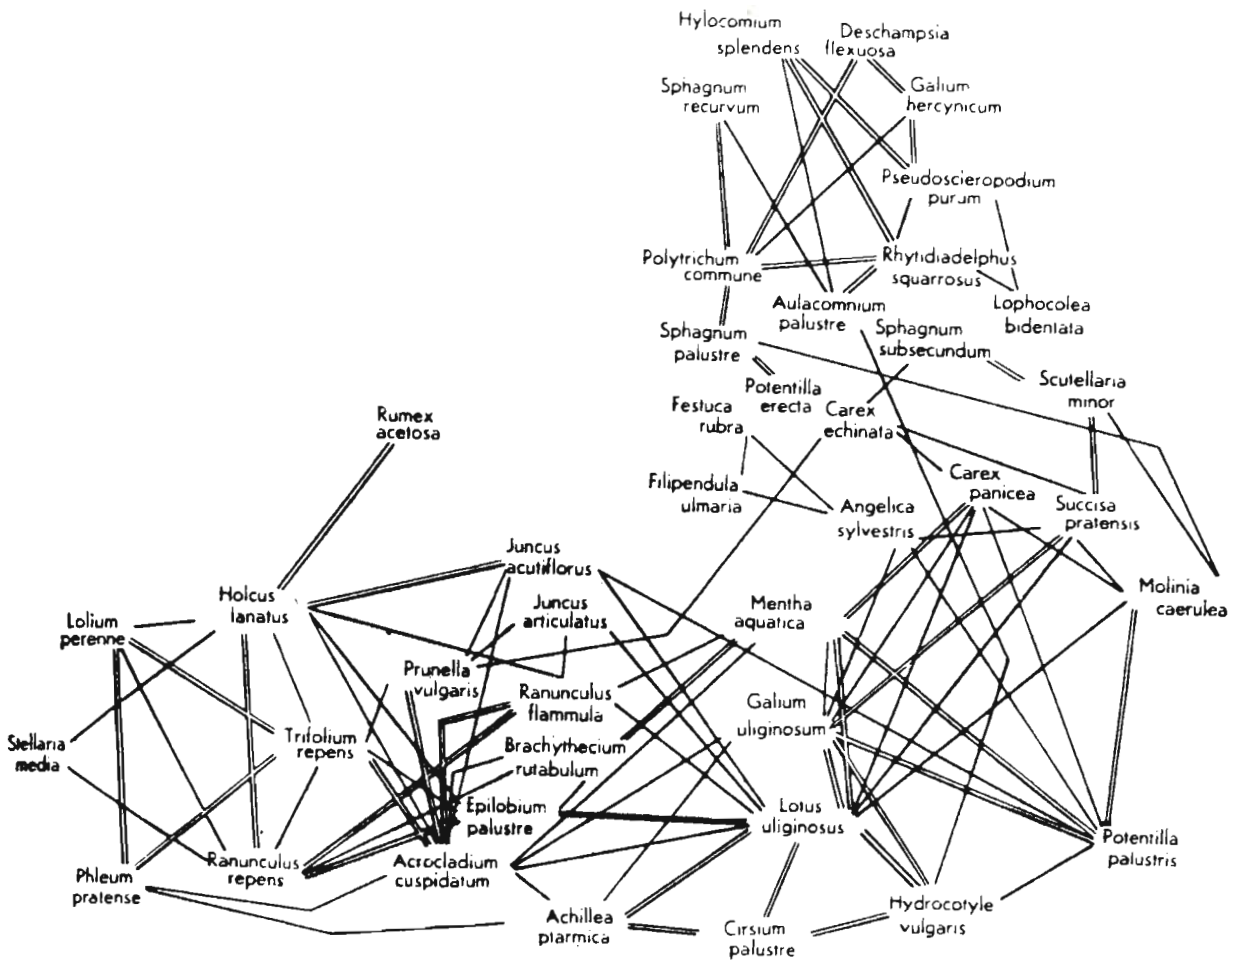 Hylocomium
splendens
Deschampsia
flexuosa
Sphagnum
recurvum
Galium
hercynicum
Pseudoscieropodium
purum
Polytrichum
commune
Rhytidiadelphus
squarrosus
Aulacomnium
palustre
Lophocolea
bidentata
Sphagnum
palustre
Sphagnum
subsecundum
Potentilla
erecta
Scutellaria
minor
Festuca
rubra
Carex
echinata
Rumex
acetosa
Filipendula
ulmaria
Carex
panicea
Angelica
sylvestris
Succisa
pratensis
Juncus
acutiflorus
Holcus
lanatus
Juncus
articulatus
Mentha
aquatica
Molinia
caerulea
Lolium
perenne
Prunella
vulgaris
Ranunculus
flammula
Galium
uliginosum
Stellaria
media
Trifolium
repens
Brachythecium
rutabulum
Epilobium
palustre
Lotus
uliginosus
Potentilla
palustris
Phleum
pratense
Ranunculus
repens
Acrocladium
cuspidatum
Achillea
ptarmica
Cirsium
palustre
Hydrocotyle
vulgaris